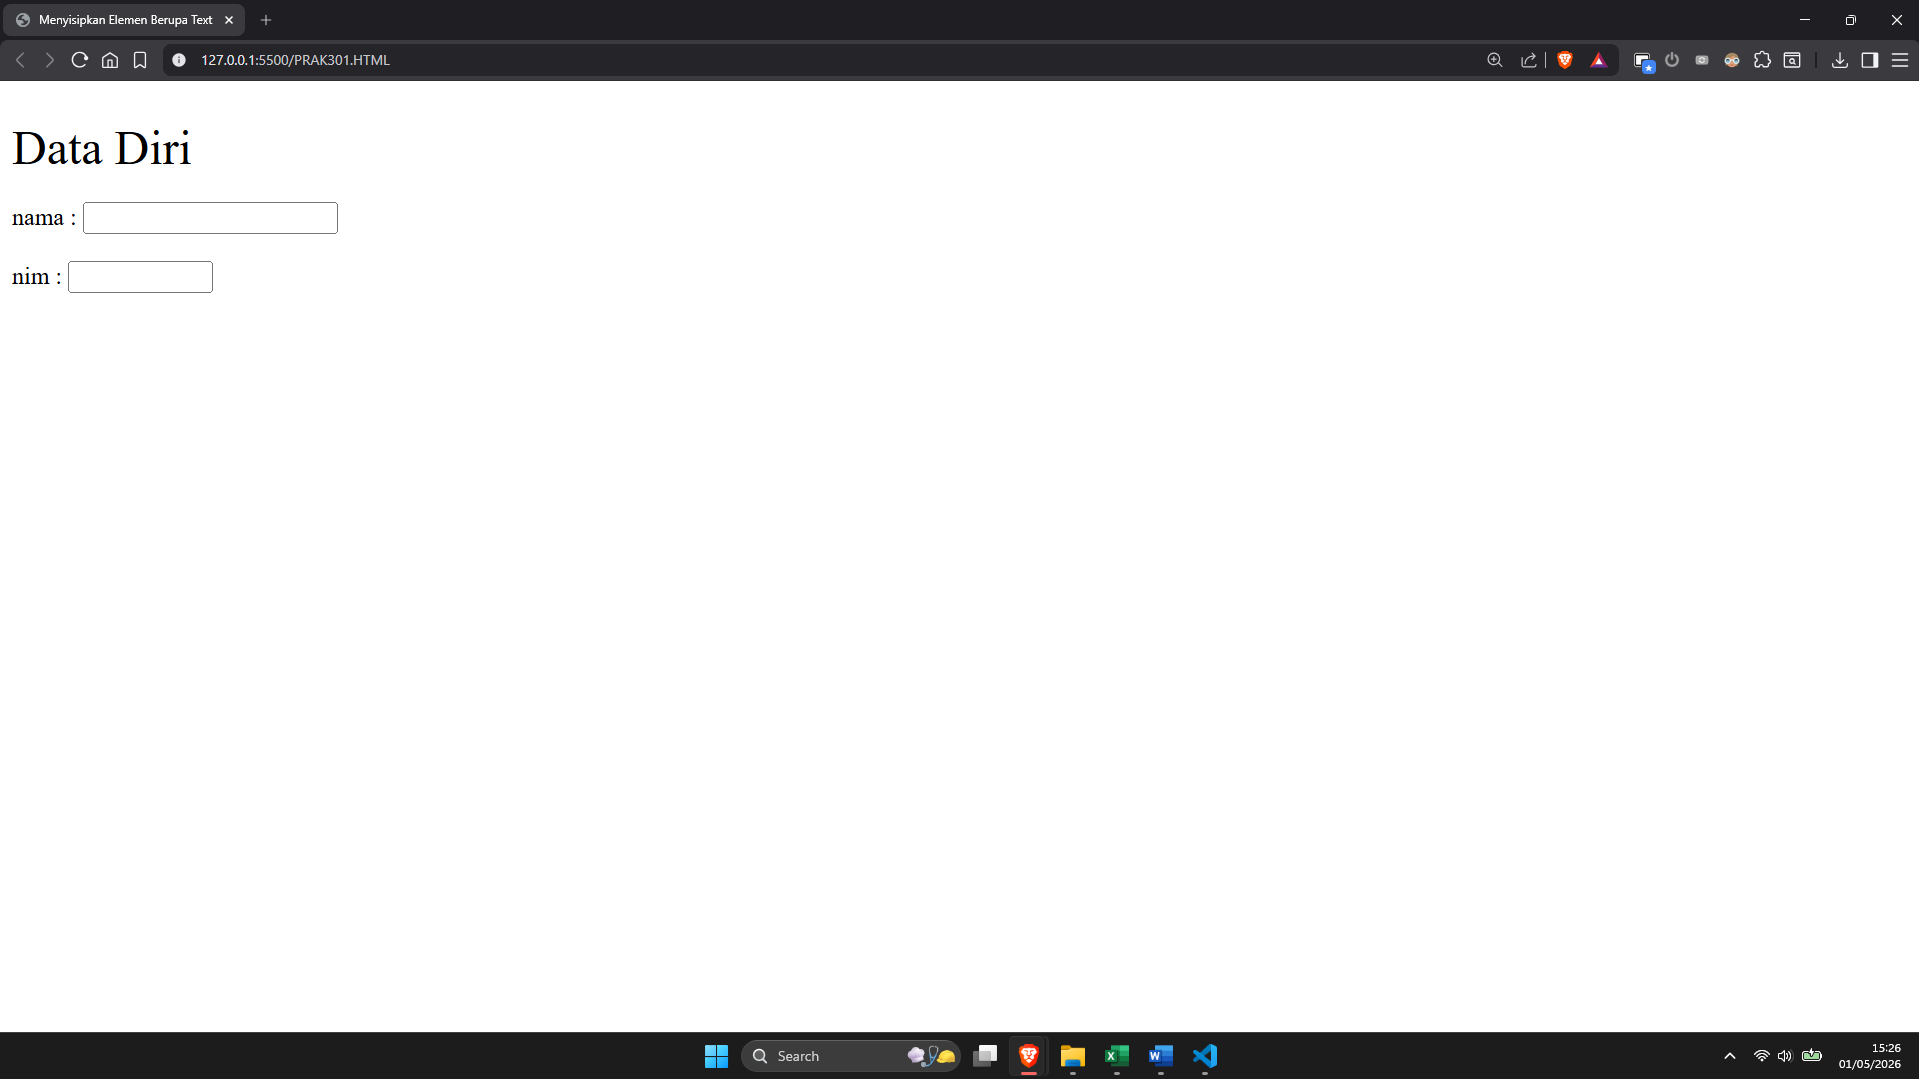 Menyisipkan Elemen Berupa Text
127.0.0.1:5500/PRAK301.HTML
Data Diri
nama :
nim :
Search
15:26
01/05/2026